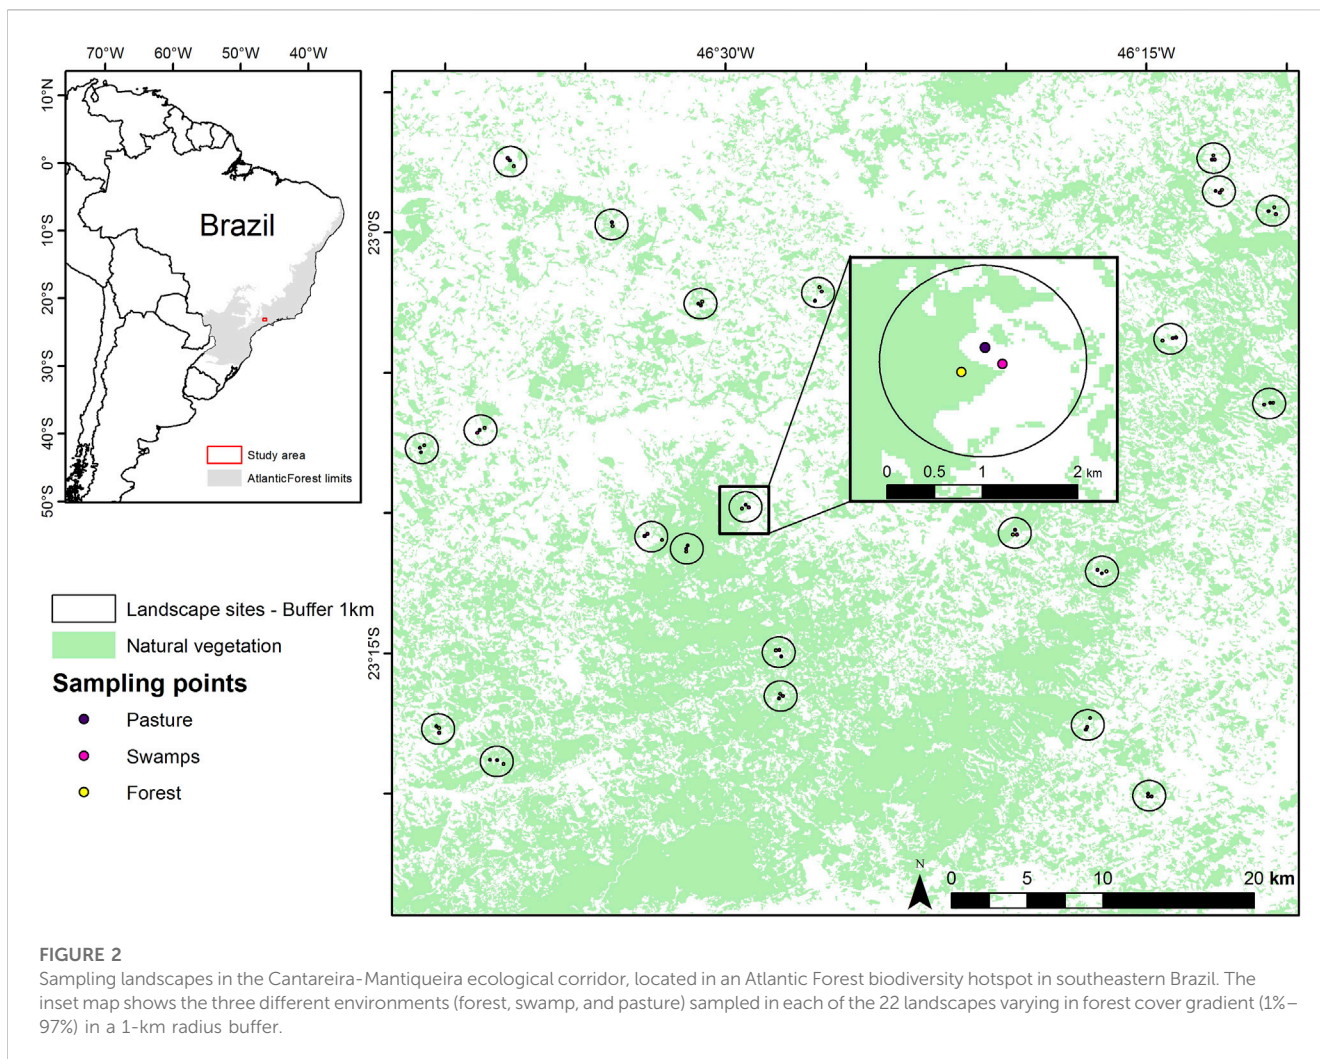 70°W 60°W 50°W 40°W
10°N
0°
10°S
20°S
30°S
40°S
50°S
Brazil
Study area
AtlanticForest limits
46°30'W 46°15'W
23°0'S
23°15'S
0 0.5 1 2 km
N
0 5 10 20 km
Landscape sites - Buffer 1km
Natural vegetation
Sampling points
Pasture
Swamps
Forest
FIGURE 2
Sampling landscapes in the Cantareira-Mantiqueira ecological corridor, located in an Atlantic Forest biodiversity hotspot in southeastern Brazil. The
inset map shows the three different environments (forest, swamp, and pasture) sampled in each of the 22 landscapes varying in forest cover gradient (1%–
97%) in a 1-km radius buffer.